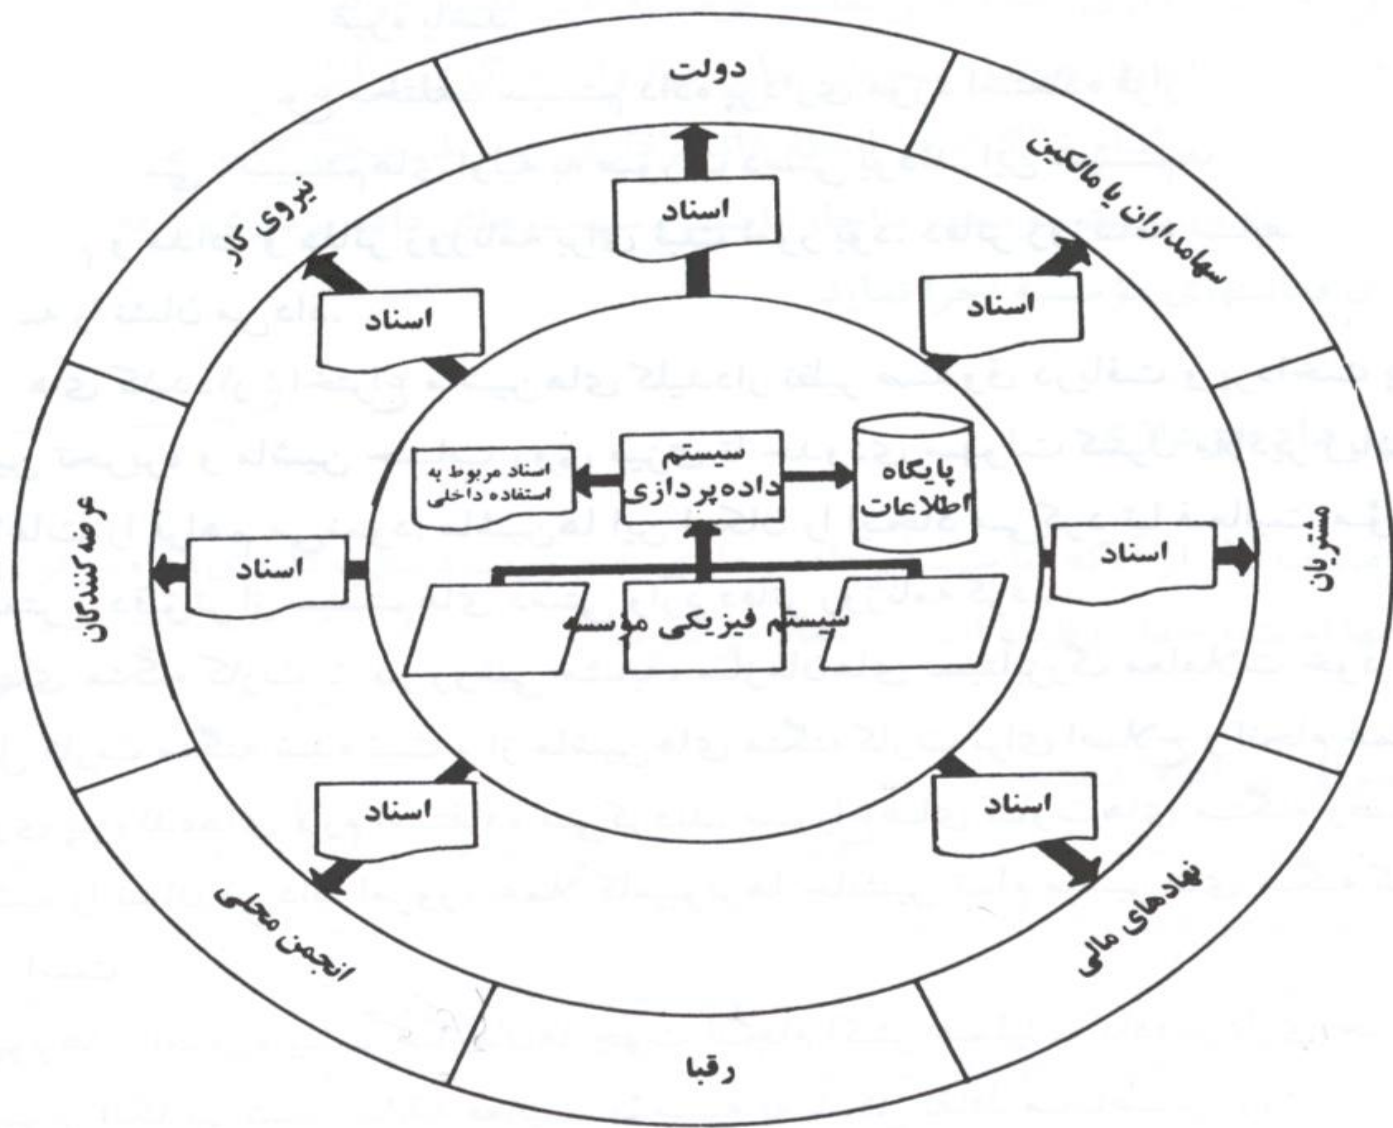 دولت
سهامداران یا مالکین
نیروی کار
اسناد
اسناد
اسناد
مشتریان
عرضه‌کنندگان
پایگاه
اطلاعات
سیستم
داده‌پردازی
اسناد مربوط به
استفاده داخلی
اسناد
اسناد
سیستم فیزیکی مؤسسه
اسناد
اسناد
نهادهای مالی
انجمن محلی
رقبا